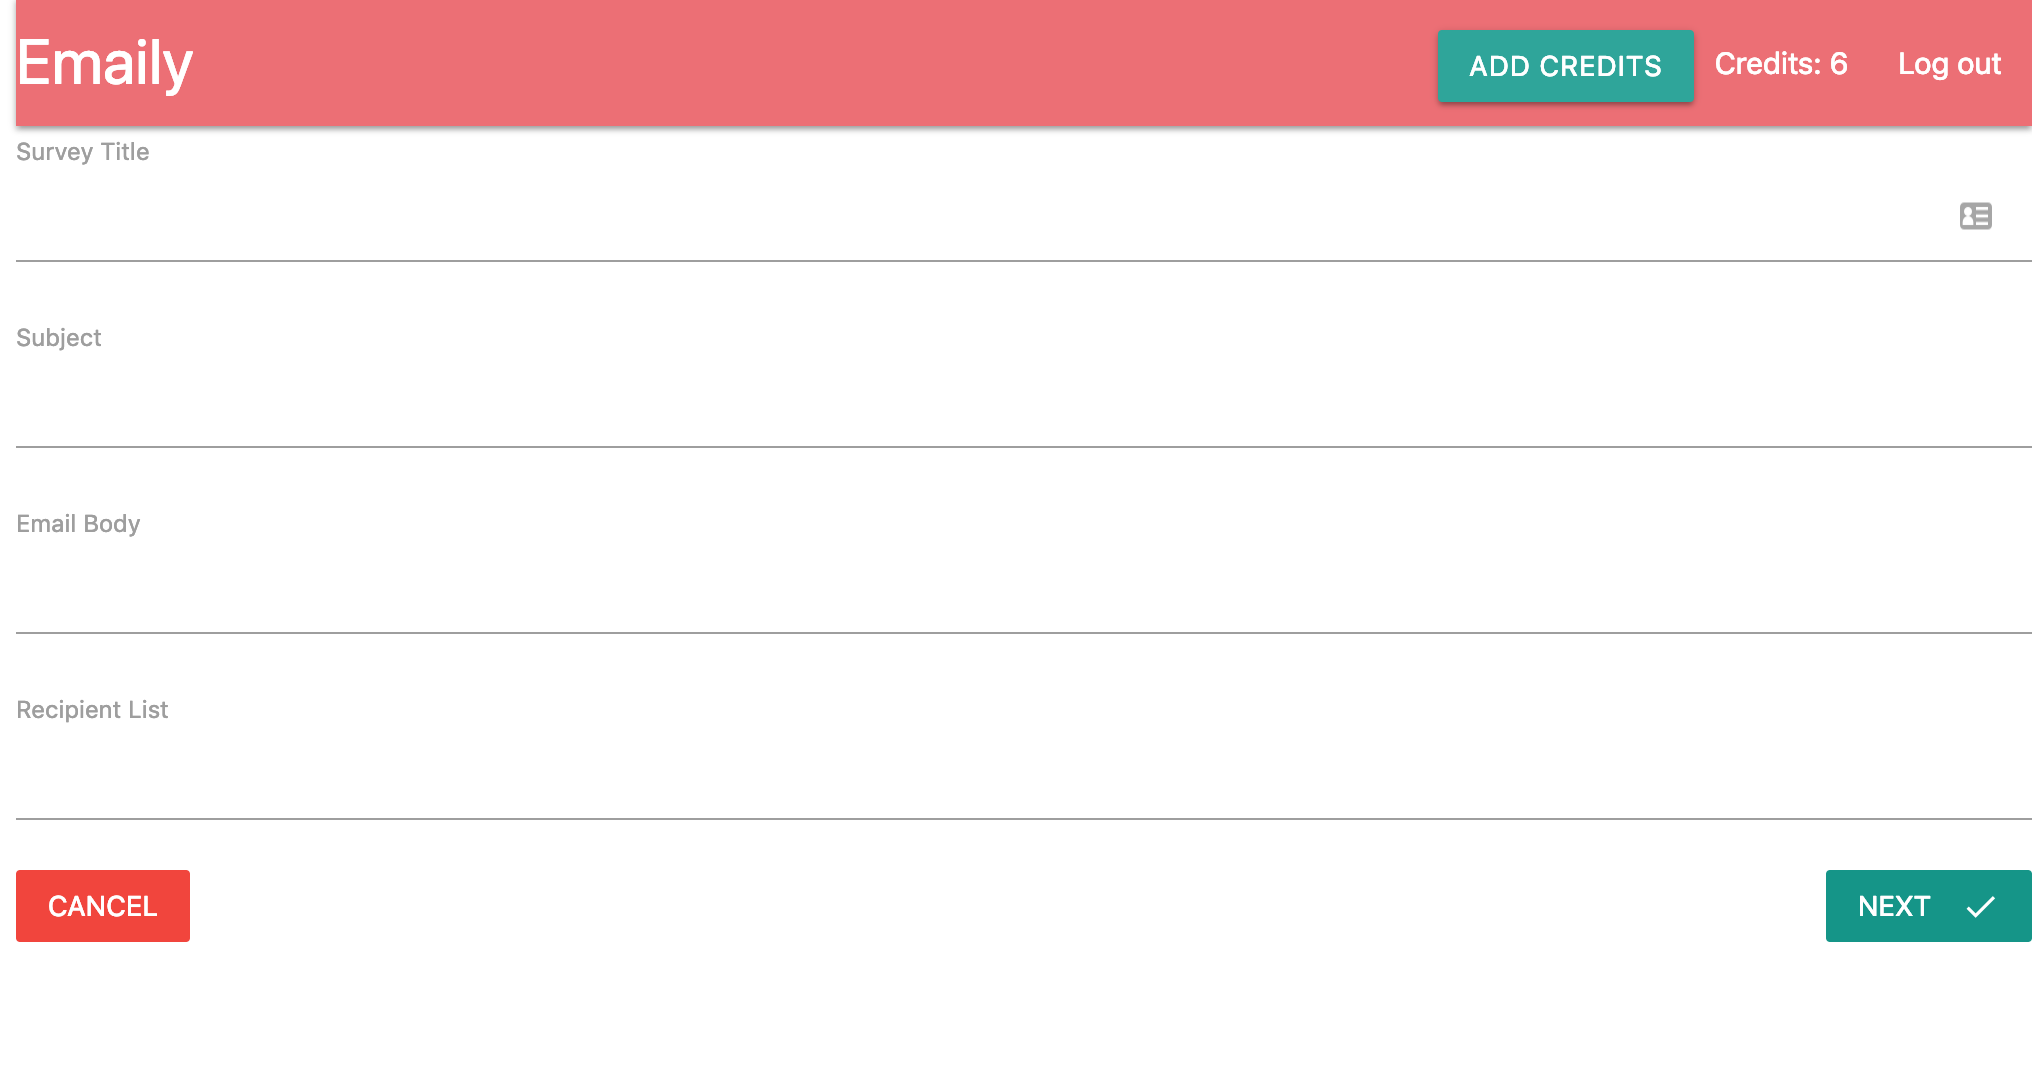 Emaily
ADD CREDITS
Credits: 6
Log out
Survey Title
Subject
Email Body
Recipient List
CANCEL
NEXT